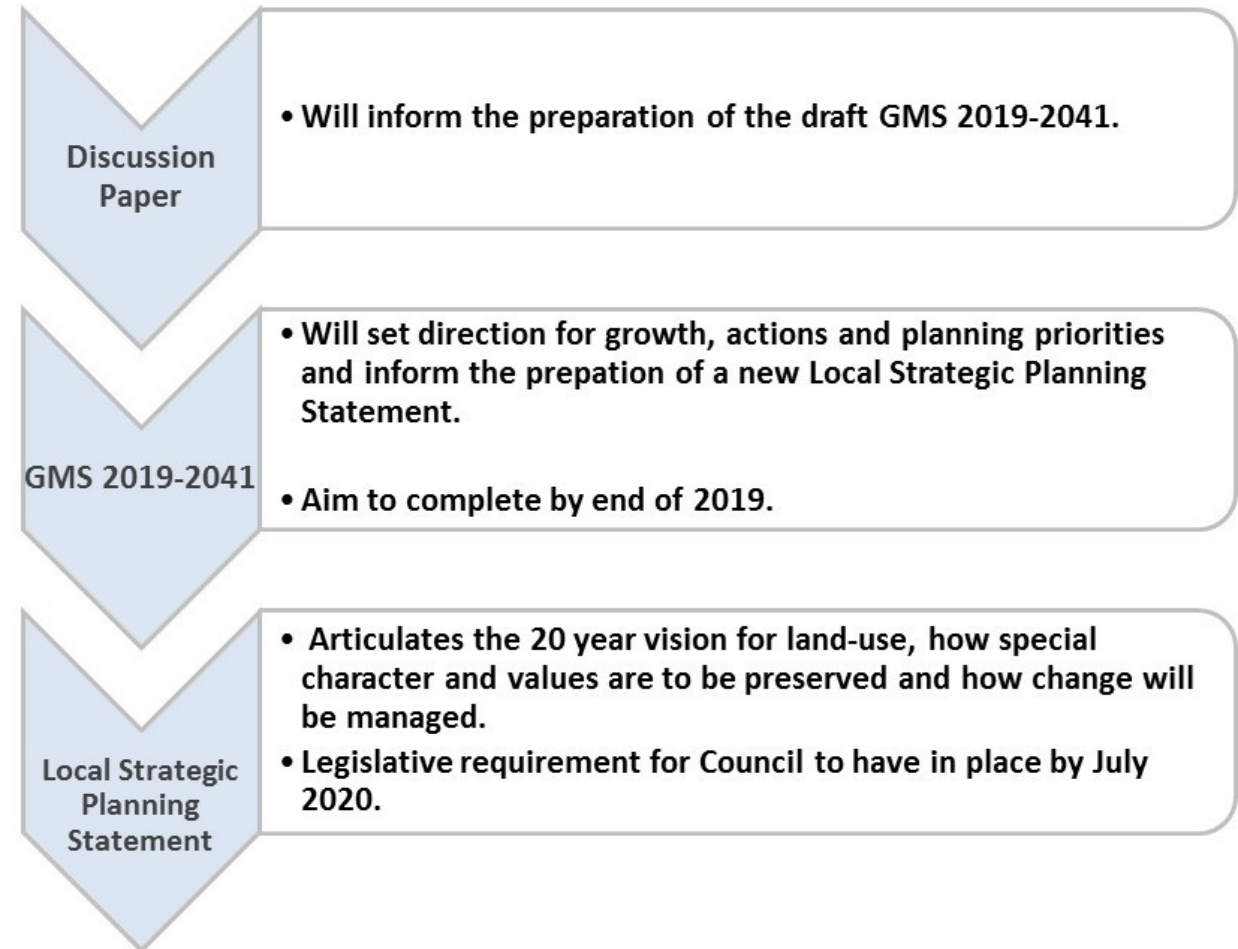 Discussion
Paper
• Will inform the preparation of the draft GMS 2019-2041.
GMS 2019-2041
• Will set direction for growth, actions and planning priorities
and inform the prepation of a new Local Strategic Planning
Statement.
• Aim to complete by end of 2019.
Local Strategic
Planning
Statement
• Articulates the 20 year vision for land-use, how special
character and values are to be preserved and how change will
be managed.
• Legislative requirement for Council to have in place by July
2020.